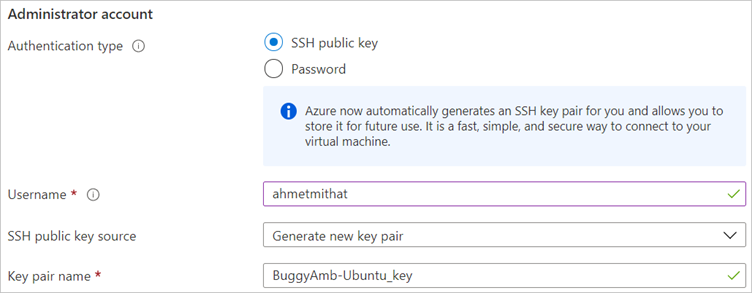 Administrator account
Authentication type
SSH public key
Password
Azure now automatically generates an SSH key pair for you and allows you to
store it for future use. It is a fast, simple, and secure way to connect to your
virtual machine.
Username *
ahmetmithat
SSH public key source
Generate new key pair
Key pair name *
BuggyAmb-Ubuntu_key